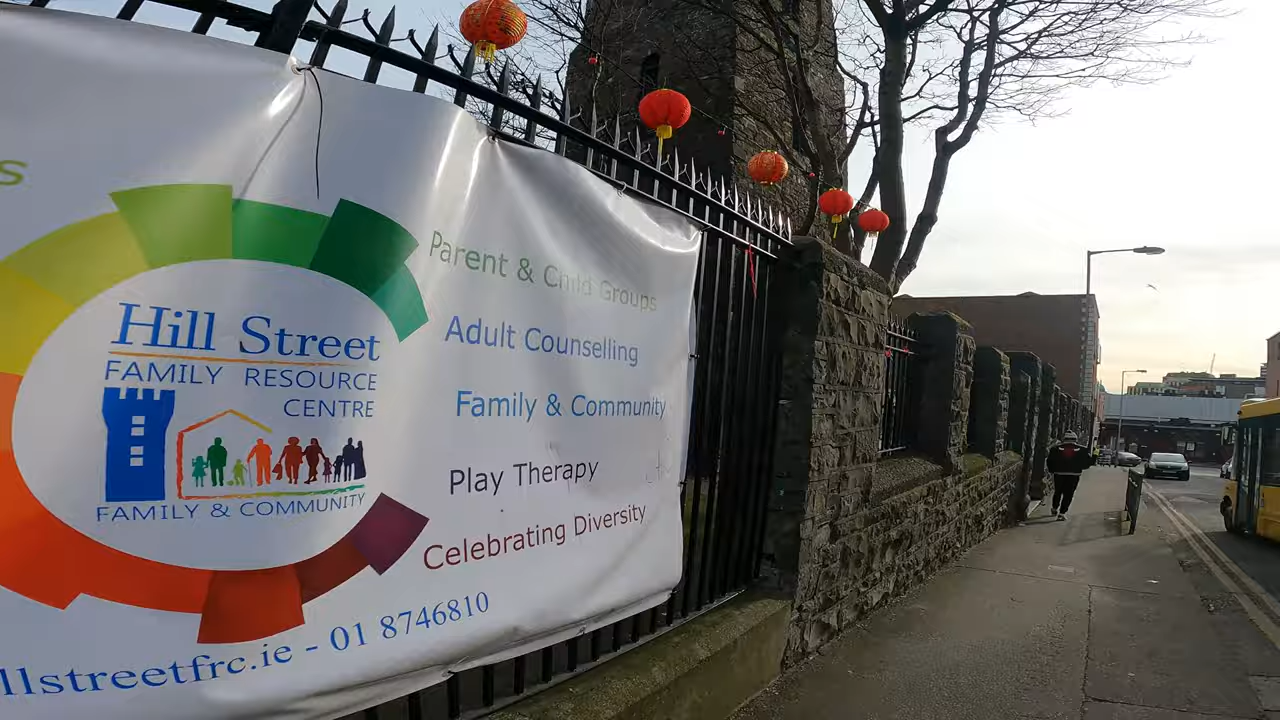 s
Hill Street
FAMILY RESOURCE
CENTRE
FAMILY & COMMUNITY
Parent & Child Groups
Adult Counselling
Family & Community
Play Therapy
Celebrating Diversity
llstreetfrc.ie - 01 8746810